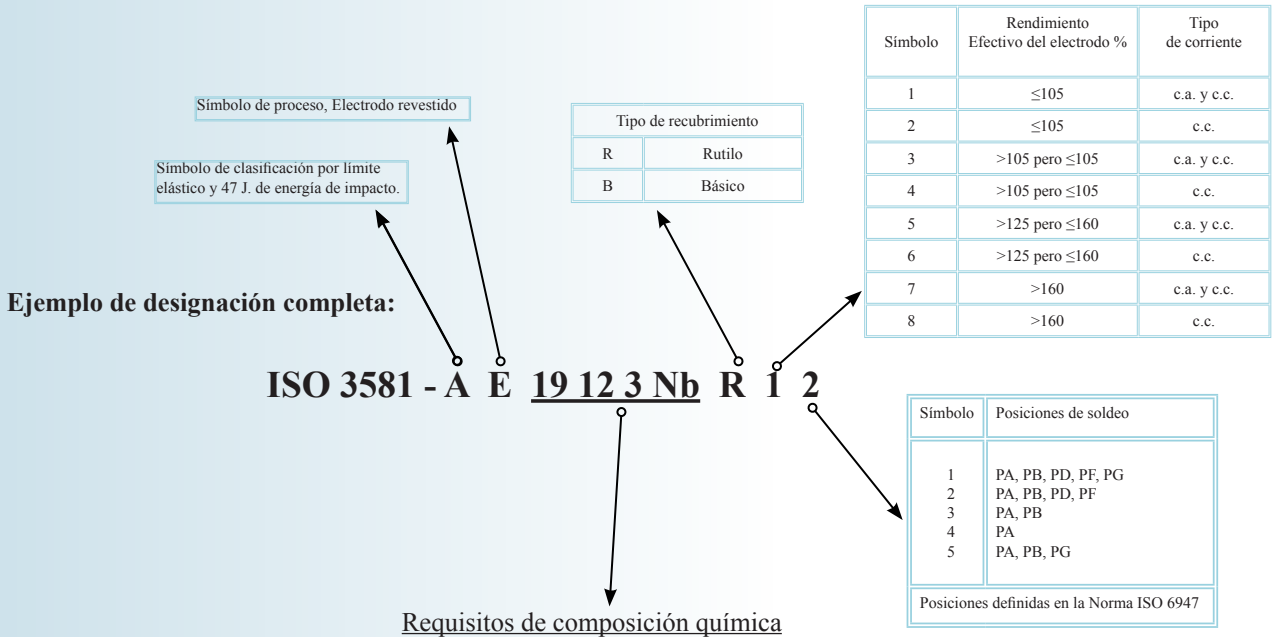 Símbolo de proceso, Electrodo revestido
Símbolo de clasificación por límite
elástico y 47 J. de energía de impacto.
Tipo de recubrimiento
R Rutilo
B Básico
Símbolo Rendimiento Efectivo del electrodo % Tipo de corriente
1 ≤105 c.a. y c.c.
2 ≤105 c.c.
3 >105 pero ≤105 c.a. y c.c.
4 >105 pero ≤105 c.c.
5 >125 pero ≤160 c.a. y c.c.
6 >125 pero ≤160 c.c.
7 >160 c.a. y c.c.
8 >160 c.c.
Ejemplo de designación completa:
ISO 3581 - A E 19 12 3 Nb R 1 2
Símbolo Posiciones de soldeo
1 PA, PB, PD, PF, PG
2 PA, PB, PD, PF
3 PA, PB
4 PA
5 PA, PB, PG
Posiciones definidas en la Norma ISO 6947
Requisitos de composición química